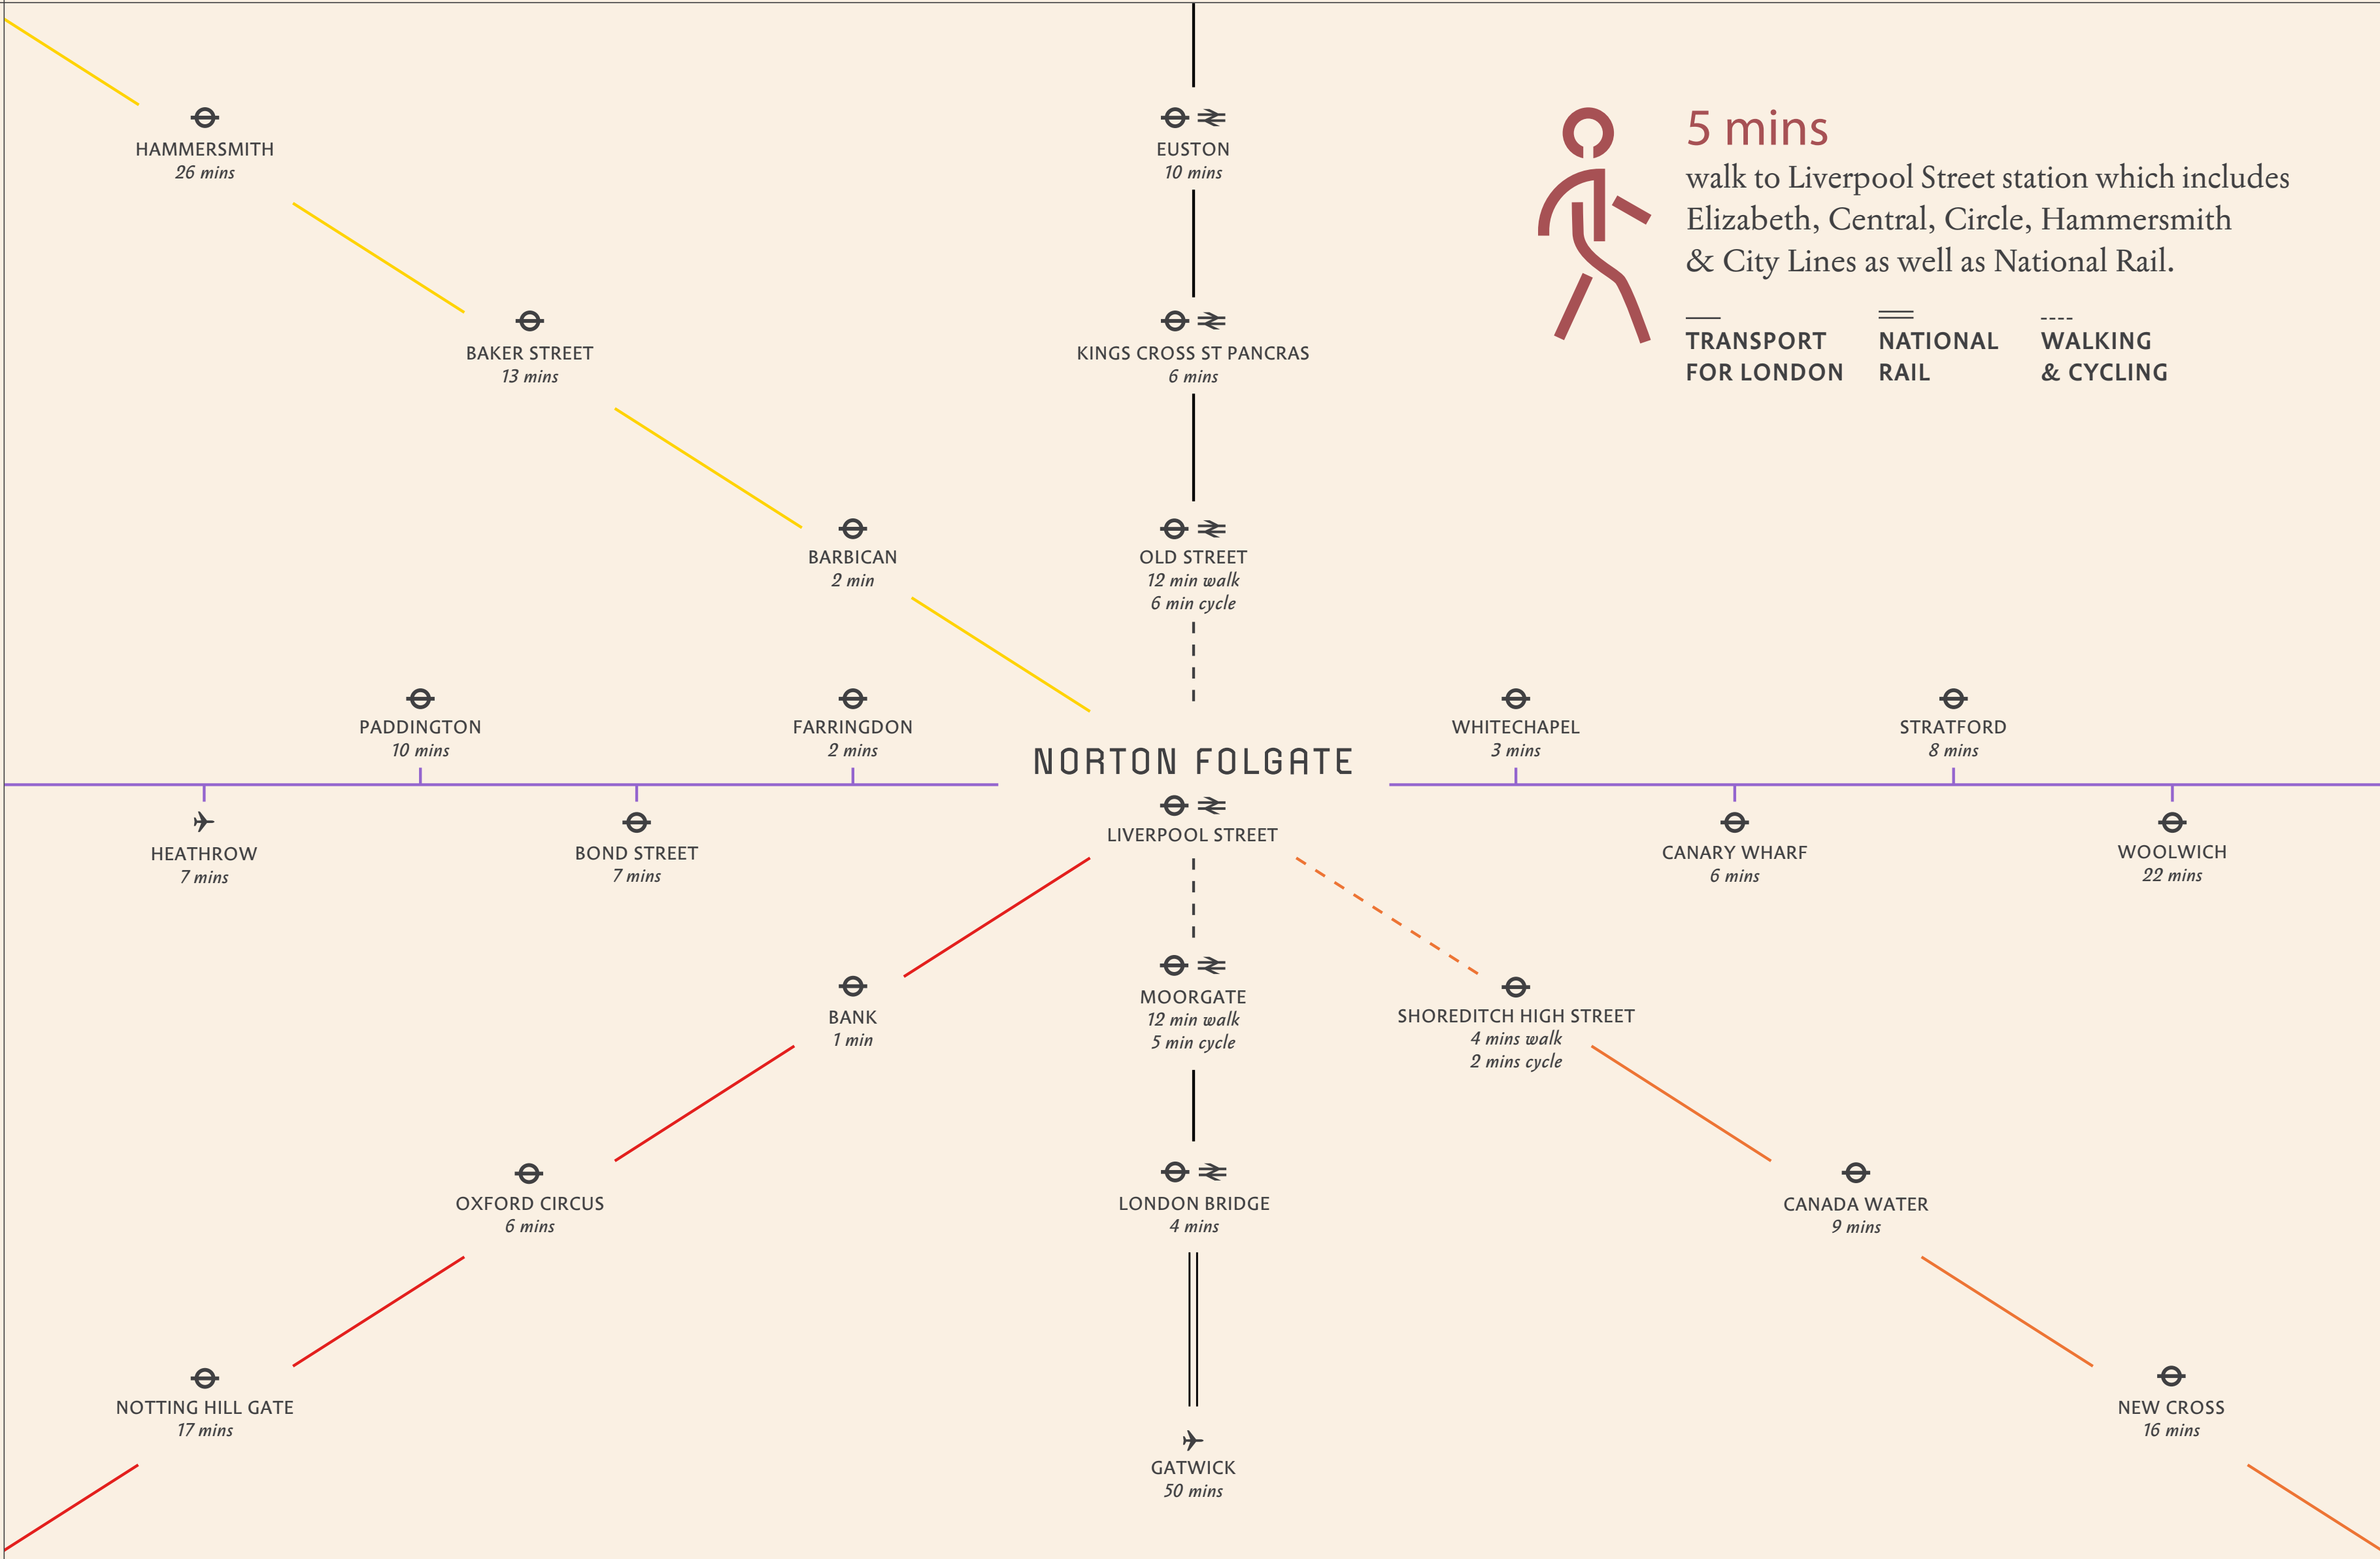 HAMMERSMITH
26 mins
EUSTON
10 mins
5 mins
walk to Liverpool Street station which includes
Elizabeth, Central, Circle, Hammersmith
& City Lines as well as National Rail.
TRANSPORT
FOR LONDON
NATIONAL
RAIL
WALKING
& CYCLING
BAKER STREET
13 mins
KINGS CROSS ST PANCRAS
6 mins
BARBICAN
2 min
OLD STREET
12 min walk
6 min cycle
PADDINGTON
10 mins
FARRINGDON
2 mins
WHITECHAPEL
3 mins
STRATFORD
8 mins
NORTON FOLGATE
LIVERPOOL STREET
HEATHROW
7 mins
BOND STREET
7 mins
CANARY WHARF
6 mins
WOOLWICH
22 mins
BANK
1 min
MOORGATE
12 min walk
5 min cycle
SHOREDITCH HIGH STREET
4 mins walk
2 mins cycle
OXFORD CIRCUS
6 mins
LONDON BRIDGE
4 mins
CANADA WATER
9 mins
NOTTING HILL GATE
17 mins
GATWICK
50 mins
NEW CROSS
16 mins